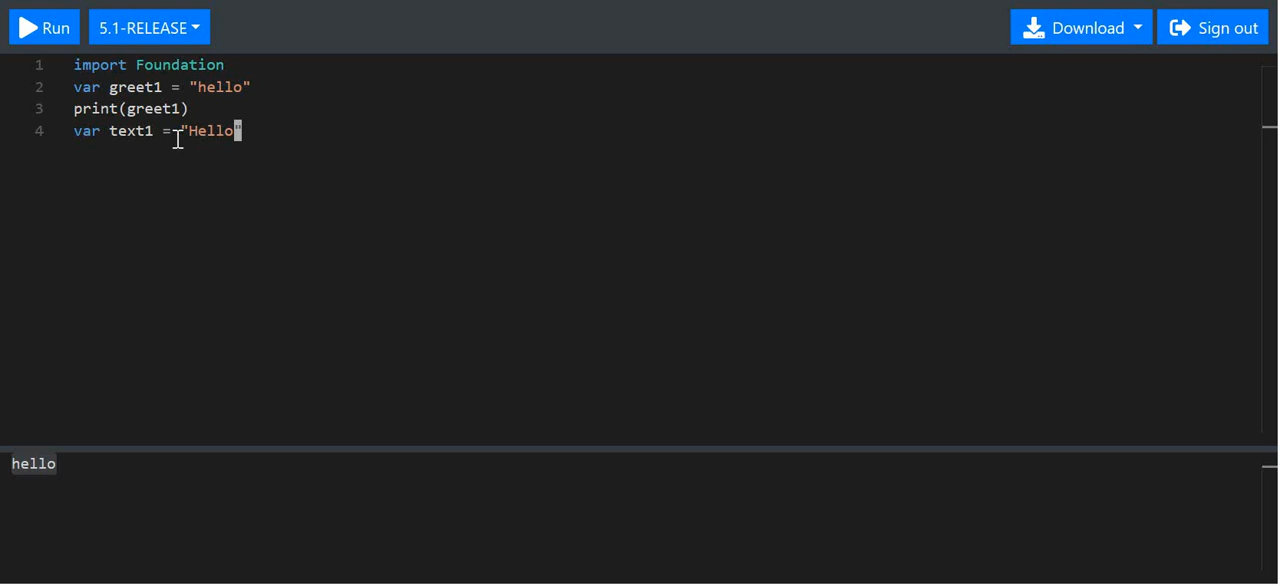 Run 5.1-RELEASE Download Sign out
1 import Foundation
2 var greet1 = "hello"
3 print(greet1)
4 var text1 = "Hello"
hello